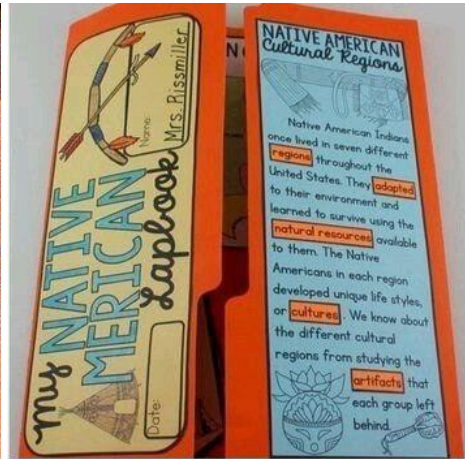 My
NATIVE
MERICAN
Lapbook
Name:
Mrs. Rissmiller
Date:
NATIVE AMERICAN
Cultural Regions
Native American Indians
once lived in seven different
regions throughout the
United States. They adapted
to their environment and
learned to survive using the
natural resources available
to them. The Native
Americans in each region
developed unique life styles,
or cultures. We know about
the different cultural
regions from studying the
artifacts that
each group left
behind.